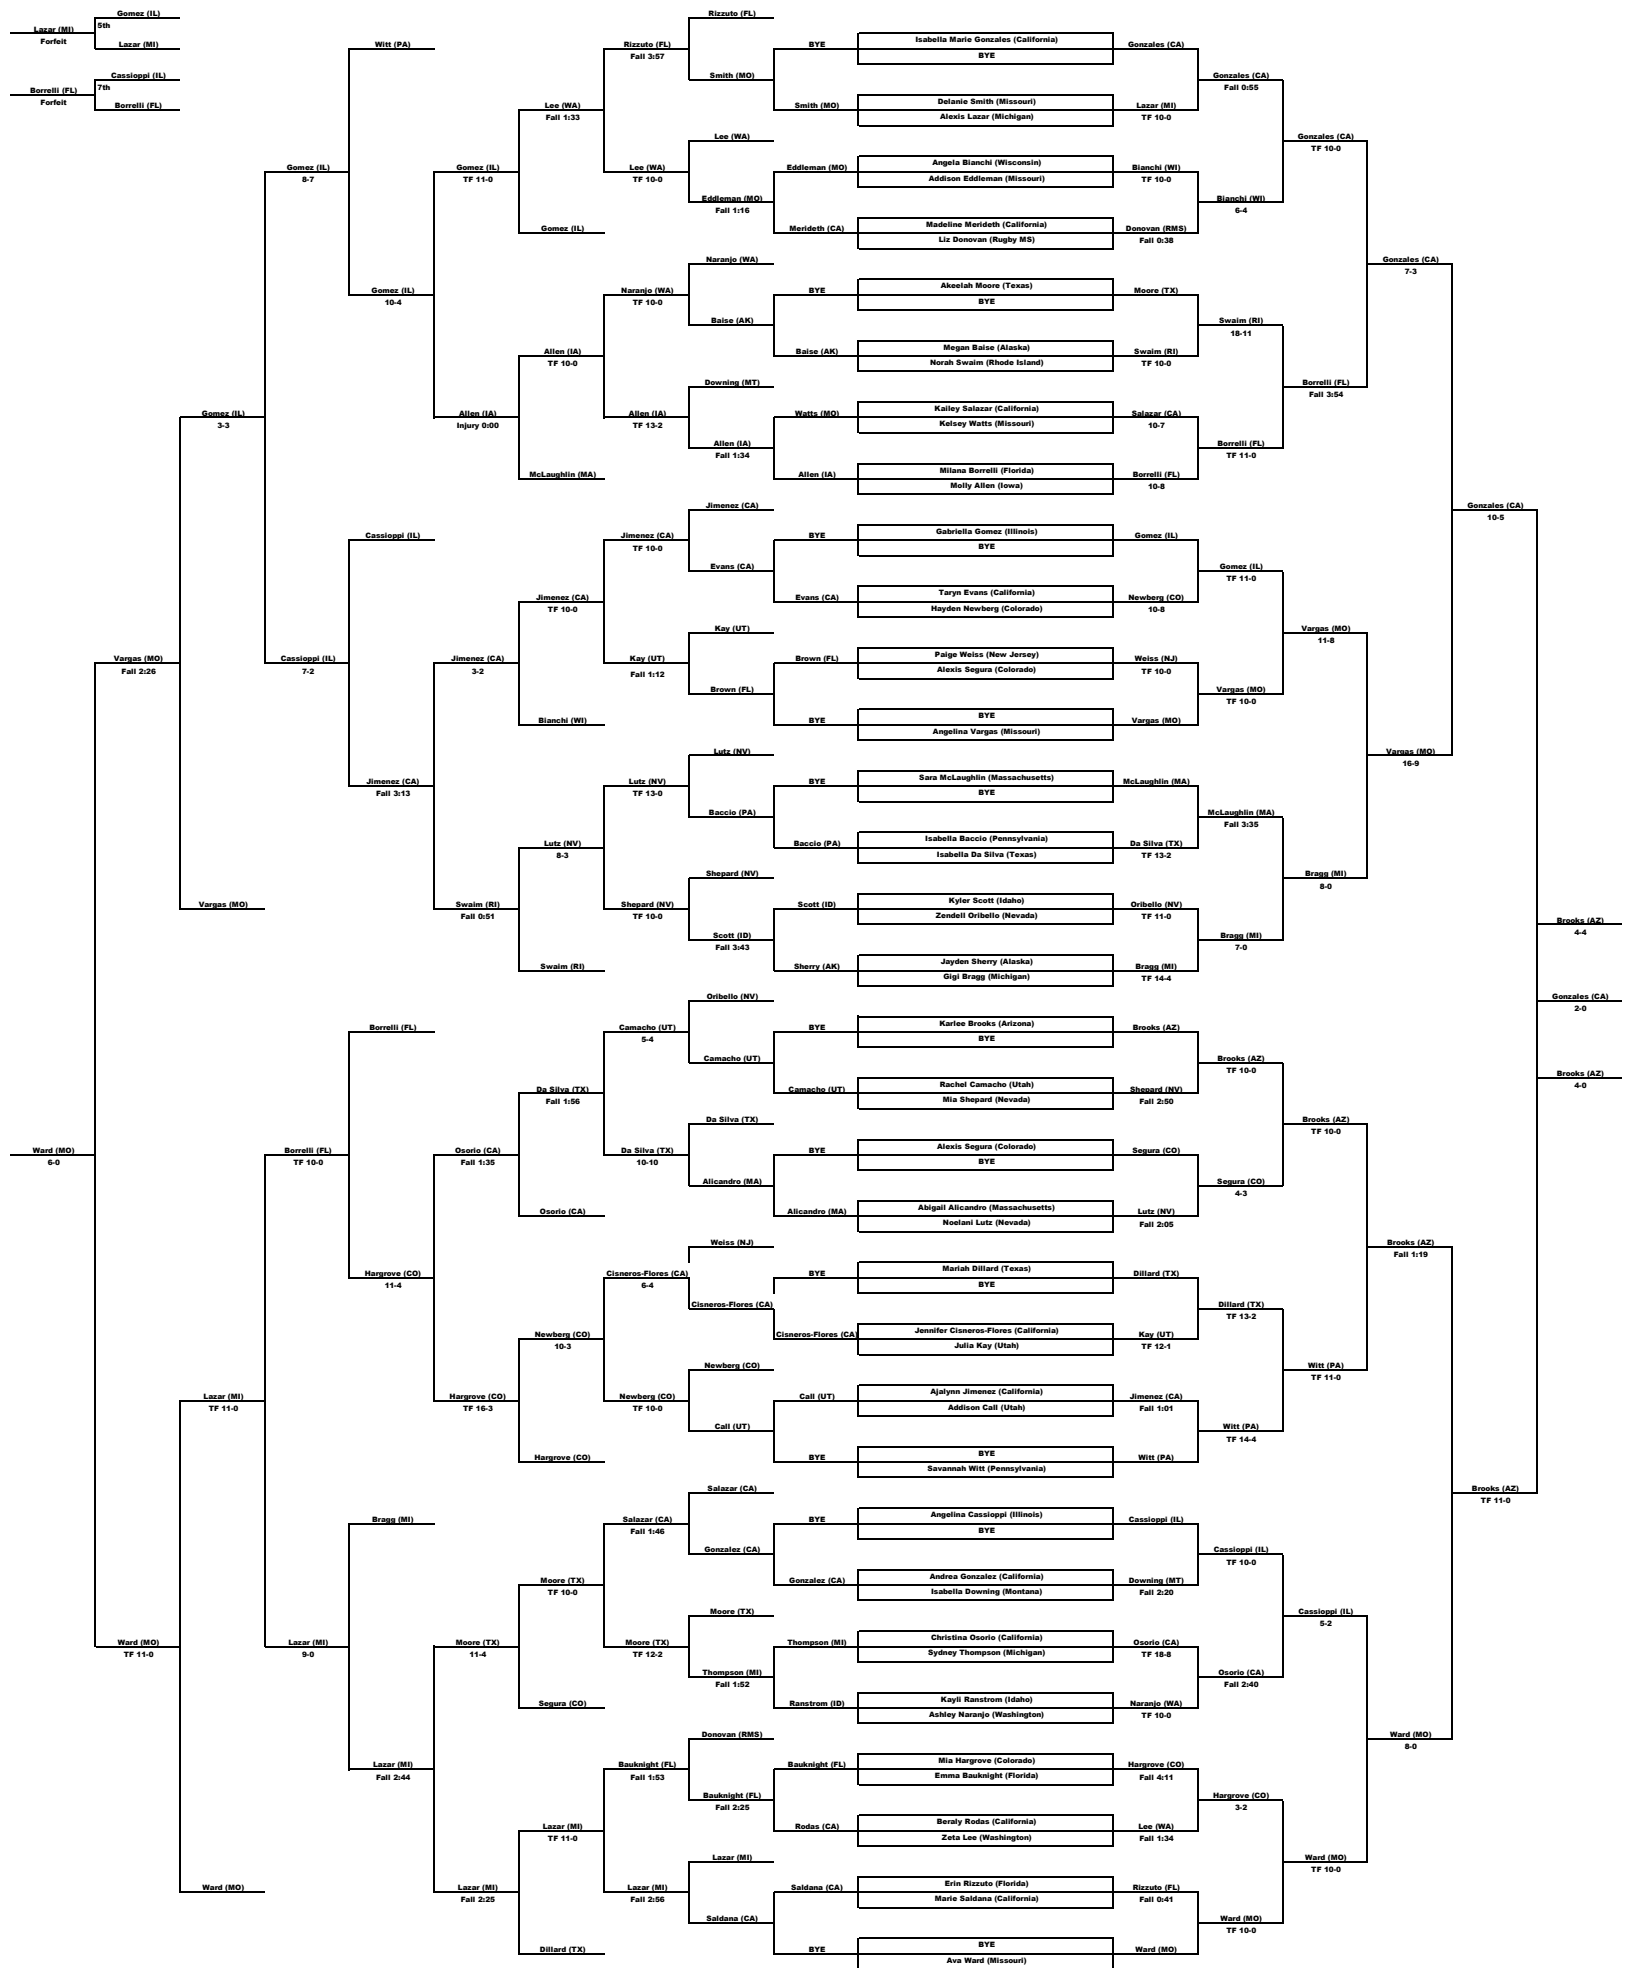 Gomez (IL)
Lazar (MI)
5th
Forfeit
Lazar (MI)
Cassioppi (IL)
Borrelli (FL)
7th
Forfeit
Borrelli (FL)
Ward (MO)
6-0
Vargas (MO)
Fall 2:26
Ward (MO)
TF 11-0
Gomez (IL)
3-3
Vargas (MO)
Lazar (MI)
TF 11-0
Ward (MO)
Gomez (IL)
8-7
Cassioppi (IL)
7-2
Borrelli (FL)
TF 10-0
Lazar (MI)
9-0
Witt (PA)
Gomez (IL)
10-4
Cassioppi (IL)
Jimenez (CA)
Fall 3:13
Borrelli (FL)
Hargrove (CO)
11-4
Bragg (MI)
Lazar (MI)
Fall 2:44
Gomez (IL)
TF 11-0
Allen (IA)
Injury 0:00
Jimenez (CA)
3-2
Swaim (RI)
Fall 0:51
Osorio (CA)
Fall 1:35
Hargrove (CO)
TF 16-3
Moore (TX)
11-4
Lazar (MI)
Fall 2:25
Lee (WA)
Fall 1:33
Gomez (IL)
Allen (IA)
TF 10-0
McLaughlin (MA)
Jimenez (CA)
TF 10-0
Bianchi (WI)
Lutz (NV)
8-3
Swaim (RI)
Da Silva (TX)
Fall 1:56
Osorio (CA)
Newberg (CO)
10-3
Hargrove (CO)
Moore (TX)
TF 10-0
Segura (CO)
Lazar (MI)
TF 11-0
Dillard (TX)
Rizzuto (FL)
Fall 3:57
Lee (WA)
TF 10-0
Naranjo (WA)
TF 10-0
Allen (IA)
TF 13-2
Jimenez (CA)
TF 10-0
Kay (UT)
Fall 1:12
Lutz (NV)
TF 13-0
Shepard (NV)
TF 10-0
Camacho (UT)
5-4
Da Silva (TX)
10-10
Cisneros-Flores (CA)
6-4
Newberg (CO)
TF 10-0
Salazar (CA)
Fall 1:46
Moore (TX)
TF 12-2
Bauknight (FL)
Fall 1:53
Lazar (MI)
Fall 2:56
Rizzuto (FL)
Smith (MO)
Lee (WA)
Eddleman (MO)
Fall 1:16
Naranjo (WA)
Baise (AK)
Downing (MT)
Allen (IA)
Fall 1:34
Jimenez (CA)
Evans (CA)
Kay (UT)
Brown (FL)
Lutz (NV)
Baccio (PA)
Shepard (NV)
Scott (ID)
Fall 3:43
Oribello (NV)
Camacho (UT)
Da Silva (TX)
Alicandro (MA)
Weiss (NJ)
Cisneros-Flores (CA)
Newberg (CO)
Call (UT)
Salazar (CA)
Gonzalez (CA)
Moore (TX)
Thompson (MI)
Fall 1:52
Donovan (RMS)
Bauknight (FL)
Fall 2:25
Lazar (MI)
Saldana (CA)
BYE
Smith (MO)
Eddleman (MO)
Merideth (CA)
BYE
Baise (AK)
Watts (MO)
Allen (IA)
BYE
Evans (CA)
Brown (FL)
BYE
BYE
Baccio (PA)
Scott (ID)
Sherry (AK)
BYE
Camacho (UT)
BYE
Alicandro (MA)
BYE
Cisneros-Flores (CA)
Call (UT)
BYE
BYE
Gonzalez (CA)
Thompson (MI)
Ranstrom (ID)
Bauknight (FL)
Rodas (CA)
Saldana (CA)
BYE
Isabella Marie Gonzales (California)
BYE
Delanie Smith (Missouri)
Alexis Lazar (Michigan)
Angela Bianchi (Wisconsin)
Addison Eddleman (Missouri)
Madeline Merideth (California)
Liz Donovan (Rugby MS)
Akeelah Moore (Texas)
BYE
Megan Baise (Alaska)
Norah Swaim (Rhode Island)
Kailey Salazar (California)
Kelsey Watts (Missouri)
Milana Borrelli (Florida)
Molly Allen (Iowa)
Gabriella Gomez (Illinois)
BYE
Taryn Evans (California)
Hayden Newberg (Colorado)
Paige Weiss (New Jersey)
Alexis Segura (Colorado)
BYE
Angelina Vargas (Missouri)
Sara McLaughlin (Massachusetts)
BYE
Isabella Baccio (Pennsylvania)
Isabella Da Silva (Texas)
Kyler Scott (Idaho)
Zendell Oribello (Nevada)
Jayden Sherry (Alaska)
Gigi Bragg (Michigan)
Karlee Brooks (Arizona)
BYE
Rachel Camacho (Utah)
Mia Shepard (Nevada)
Alexis Segura (Colorado)
BYE
Abigail Alicandro (Massachusetts)
Noelani Lutz (Nevada)
Mariah Dillard (Texas)
BYE
Jennifer Cisneros-Flores (California)
Julia Kay (Utah)
Ajalynn Jimenez (California)
Addison Call (Utah)
BYE
Savannah Witt (Pennsylvania)
Angelina Cassioppi (Illinois)
BYE
Andrea Gonzalez (California)
Isabella Downing (Montana)
Christina Osorio (California)
Sydney Thompson (Michigan)
Kayli Ranstrom (Idaho)
Ashley Naranjo (Washington)
Mia Hargrove (Colorado)
Emma Bauknight (Florida)
Beraly Rodas (California)
Zeta Lee (Washington)
Erin Rizzuto (Florida)
Marie Saldana (California)
BYE
Ava Ward (Missouri)
Gonzales (CA)
Lazar (MI)
TF 10-0
Bianchi (WI)
TF 10-0
Donovan (RMS)
Fall 0:38
Moore (TX)
Swaim (RI)
TF 10-0
Salazar (CA)
10-7
Borrelli (FL)
10-8
Gomez (IL)
Newberg (CO)
10-8
Weiss (NJ)
TF 10-0
Vargas (MO)
McLaughlin (MA)
Da Silva (TX)
TF 13-2
Oribello (NV)
TF 11-0
Bragg (MI)
TF 14-4
Brooks (AZ)
Shepard (NV)
Fall 2:50
Segura (CO)
Lutz (NV)
Fall 2:05
Dillard (TX)
Kay (UT)
TF 12-1
Jimenez (CA)
Fall 1:01
Witt (PA)
Cassioppi (IL)
Downing (MT)
Fall 2:20
Osorio (CA)
TF 18-8
Naranjo (WA)
TF 10-0
Hargrove (CO)
Fall 4:11
Lee (WA)
Fall 1:34
Rizzuto (FL)
Fall 0:41
Ward (MO)
Gonzales (CA)
Fall 0:55
Bianchi (WI)
6-4
Swaim (RI)
18-11
Borrelli (FL)
TF 11-0
Gomez (IL)
TF 11-0
Vargas (MO)
TF 10-0
McLaughlin (MA)
Fall 3:35
Bragg (MI)
7-0
Brooks (AZ)
TF 10-0
Segura (CO)
4-3
Dillard (TX)
TF 13-2
Witt (PA)
TF 14-4
Cassioppi (IL)
TF 10-0
Osorio (CA)
Fall 2:40
Hargrove (CO)
3-2
Ward (MO)
TF 10-0
Gonzales (CA)
TF 10-0
Borrelli (FL)
Fall 3:54
Vargas (MO)
11-8
Bragg (MI)
8-0
Brooks (AZ)
TF 10-0
Witt (PA)
TF 11-0
Cassioppi (IL)
5-2
Ward (MO)
TF 10-0
Gonzales (CA)
7-3
Vargas (MO)
16-9
Brooks (AZ)
Fall 1:19
Ward (MO)
8-0
Gonzales (CA)
10-5
Brooks (AZ)
TF 11-0
Brooks (AZ)
4-4
Gonzales (CA)
2-0
Brooks (AZ)
4-0